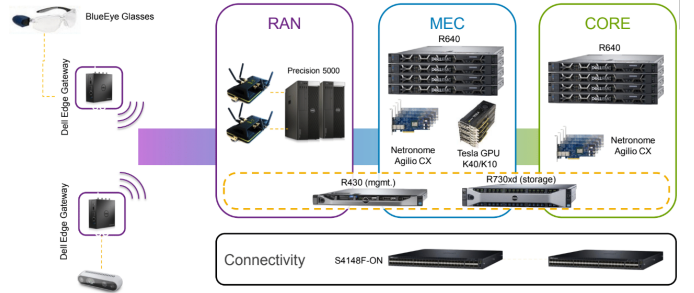 BlueEye Glasses
Dell Edge Gateway
Dell Edge Gateway
RAN
Precision 5000
MEC
R640
Netronome
Agilio CX
Tesla GPU
K40/K10
CORE
R640
Netronome
Agilio CX
R430 (mgmt.)
R730xd (storage)
Connectivity
S4148F-ON